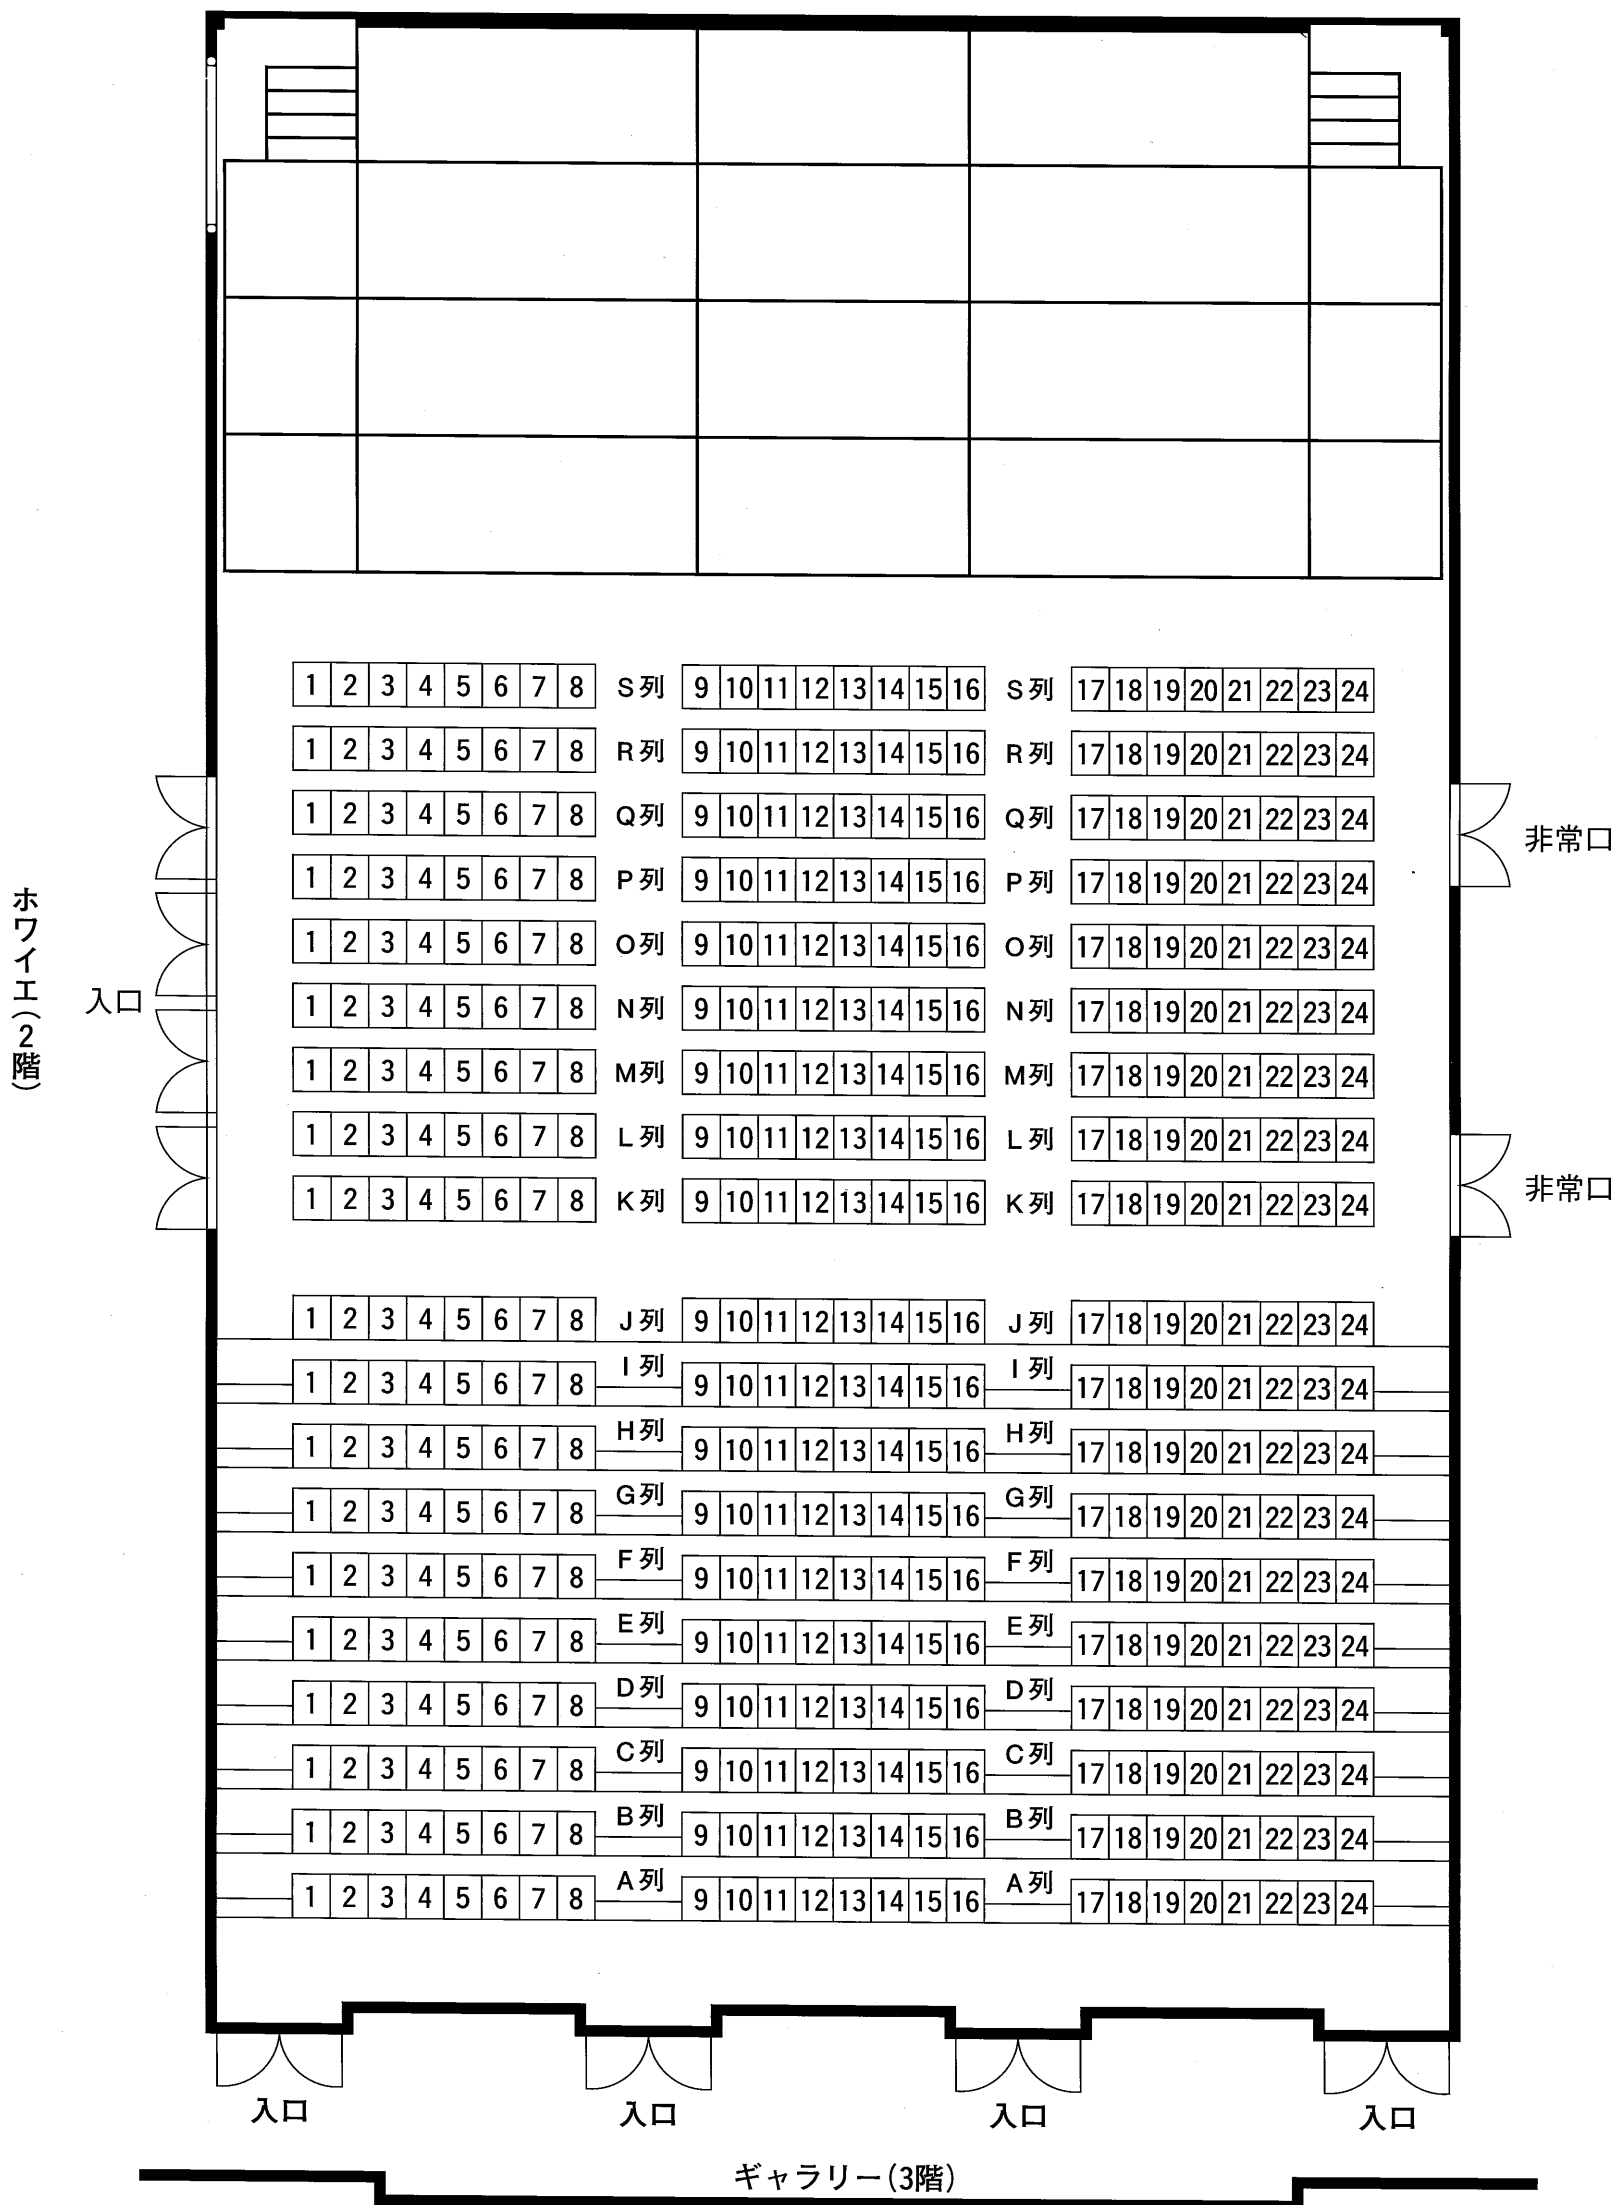 1 2 3 4 5 6 7 8 S列 9 10 11 12 13 14 15 16 S列 17 18 19 20 21 22 23 24
1 2 3 4 5 6 7 8 R列 9 10 11 12 13 14 15 16 R列 17 18 19 20 21 22 23 24
1 2 3 4 5 6 7 8 Q列 9 10 11 12 13 14 15 16 Q列 17 18 19 20 21 22 23 24
非常口
1 2 3 4 5 6 7 8 P列 9 10 11 12 13 14 15 16 P列 17 18 19 20 21 22 23 24
ホワイエ(2階)
1 2 3 4 5 6 7 8 O列 9 10 11 12 13 14 15 16 O列 17 18 19 20 21 22 23 24
入口
1 2 3 4 5 6 7 8 N列 9 10 11 12 13 14 15 16 N列 17 18 19 20 21 22 23 24
1 2 3 4 5 6 7 8 M列 9 10 11 12 13 14 15 16 M列 17 18 19 20 21 22 23 24
1 2 3 4 5 6 7 8 L列 9 10 11 12 13 14 15 16 L列 17 18 19 20 21 22 23 24
非常口
1 2 3 4 5 6 7 8 K列 9 10 11 12 13 14 15 16 K列 17 18 19 20 21 22 23 24
1 2 3 4 5 6 7 8 J列 9 10 11 12 13 14 15 16 J列 17 18 19 20 21 22 23 24
1 2 3 4 5 6 7 8 I列 9 10 11 12 13 14 15 16 I列 17 18 19 20 21 22 23 24
1 2 3 4 5 6 7 8 H列 9 10 11 12 13 14 15 16 H列 17 18 19 20 21 22 23 24
1 2 3 4 5 6 7 8 G列 9 10 11 12 13 14 15 16 G列 17 18 19 20 21 22 23 24
1 2 3 4 5 6 7 8 F列 9 10 11 12 13 14 15 16 F列 17 18 19 20 21 22 23 24
1 2 3 4 5 6 7 8 E列 9 10 11 12 13 14 15 16 E列 17 18 19 20 21 22 23 24
1 2 3 4 5 6 7 8 D列 9 10 11 12 13 14 15 16 D列 17 18 19 20 21 22 23 24
1 2 3 4 5 6 7 8 C列 9 10 11 12 13 14 15 16 C列 17 18 19 20 21 22 23 24
1 2 3 4 5 6 7 8 B列 9 10 11 12 13 14 15 16 B列 17 18 19 20 21 22 23 24
1 2 3 4 5 6 7 8 A列 9 10 11 12 13 14 15 16 A列 17 18 19 20 21 22 23 24
入口 入口 入口 入口
ギャラリー(3階)